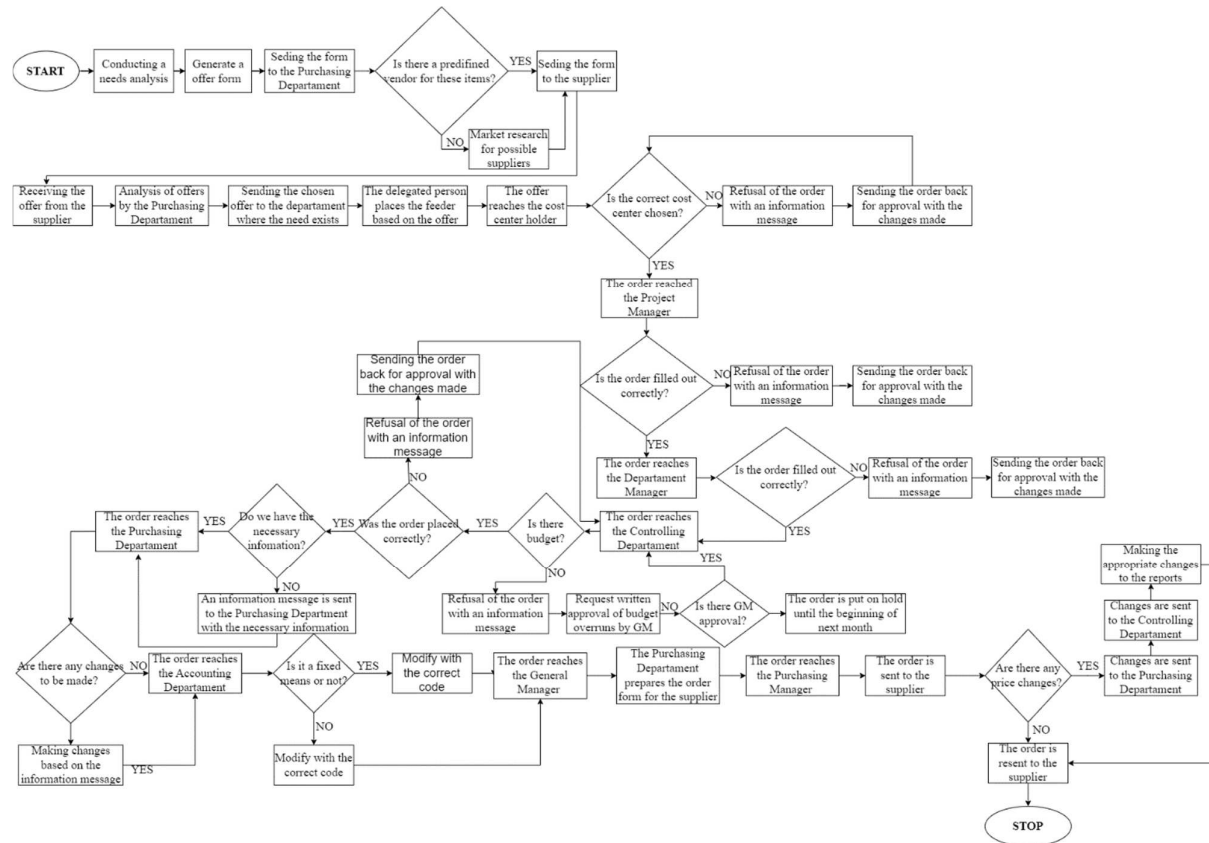 START
Conducting a
needs analysis
Generate a
offer form
Seding the form
to the Purchasing
Departament
Is there a predifined
vendor for these items?
YES
Seding the form
to the supplier
NO
Market research
for possible
suppliers
Receiving the
offer from the
supplier
Analysis of offers
by the Purchasing
Departament
Sending the chosen
offer to the departament
where the need exists
The delegated person
places the feeder
based on the offer
The offer
reaches the cost
center holder
Is the correct cost
center chosen?
NO
Refusal of the order
with an information
message
Sending the order back
for approval with the
changes made
YES
The order reached
the Project
Manager
Is the order filled out
correctly?
NO
Refusal of the order
with an information
message
Sending the order back
for approval with the
changes made
YES
The order reaches
the Departament
Manager
Is the order filled out
correctly?
NO
Refusal of the order
with an information
message
Sending the order back
for approval with the
changes made
YES
Sending the order
back for approval with
the changes made
Refusal of the order
with an information
message
NO
The order reaches
the Controlling
Departament
Is there
budget?
YES
Was the order placed
correctly?
YES
Do we have the
necessary
infomation?
YES
The order reaches
the Purchasing
Departament
NO
An information message is sent
to the Purchasing Department
with the necessary information
NO
Refusal of the order
with an information
message
Request written
approval of budget
overruns by GM
NO
Is there GM
approval?
YES
The order is put on hold
until the beginning of
next month
Are there any changes
to be made?
NO
The order reaches
the Accounting
Departament
Is it a fixed
means or not?
YES
Modify with
the correct
code
The order reaches
the General
Manager
The Purchasing
Department
prepares the order
form for the supplier
The order reaches
the Purchasing
Manager
The order is
sent to the
supplier
Are there any
price changes?
YES
Changes are sent
to the Purchasing
Departament
Changes are sent
to the Controlling
Departament
Making the
appropriate changes
to the reports
Making changes
based on the
information message
YES
NO
Modify with the
correct code
NO
The order is
resent to the
supplier
STOP